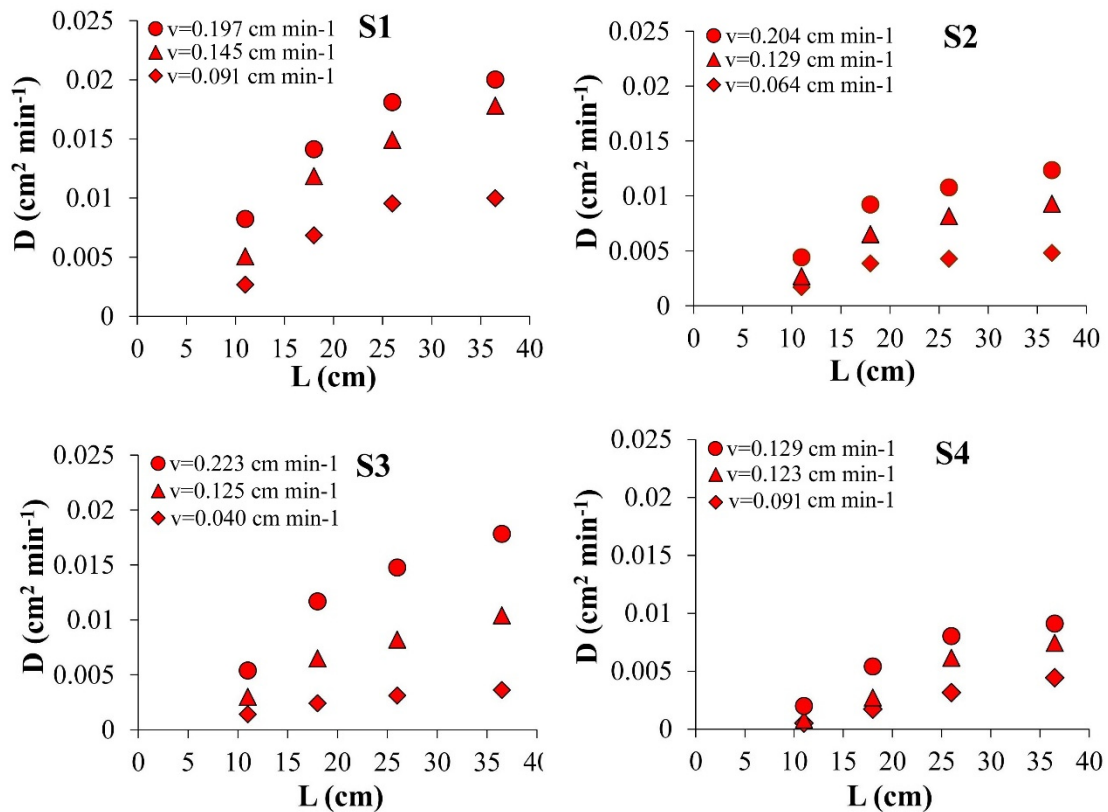 S1
v=0.197 cm min-1
v=0.145 cm min-1
v=0.091 cm min-1
D (cm² min⁻¹)
0.025
0.02
0.015
0.01
0.005
0
0 5 10 15 20 25 30 35 40
L (cm)
S2
v=0.204 cm min-1
v=0.129 cm min-1
v=0.064 cm min-1
D (cm² min⁻¹)
0.025
0.02
0.015
0.01
0.005
0
0 5 10 15 20 25 30 35 40
L (cm)
S3
v=0.223 cm min-1
v=0.125 cm min-1
v=0.040 cm min-1
D (cm² min⁻¹)
0.025
0.02
0.015
0.01
0.005
0
0 5 10 15 20 25 30 35 40
L (cm)
S4
v=0.129 cm min-1
v=0.123 cm min-1
v=0.091 cm min-1
D (cm² min⁻¹)
0.025
0.02
0.015
0.01
0.005
0
0 5 10 15 20 25 30 35 40
L (cm)